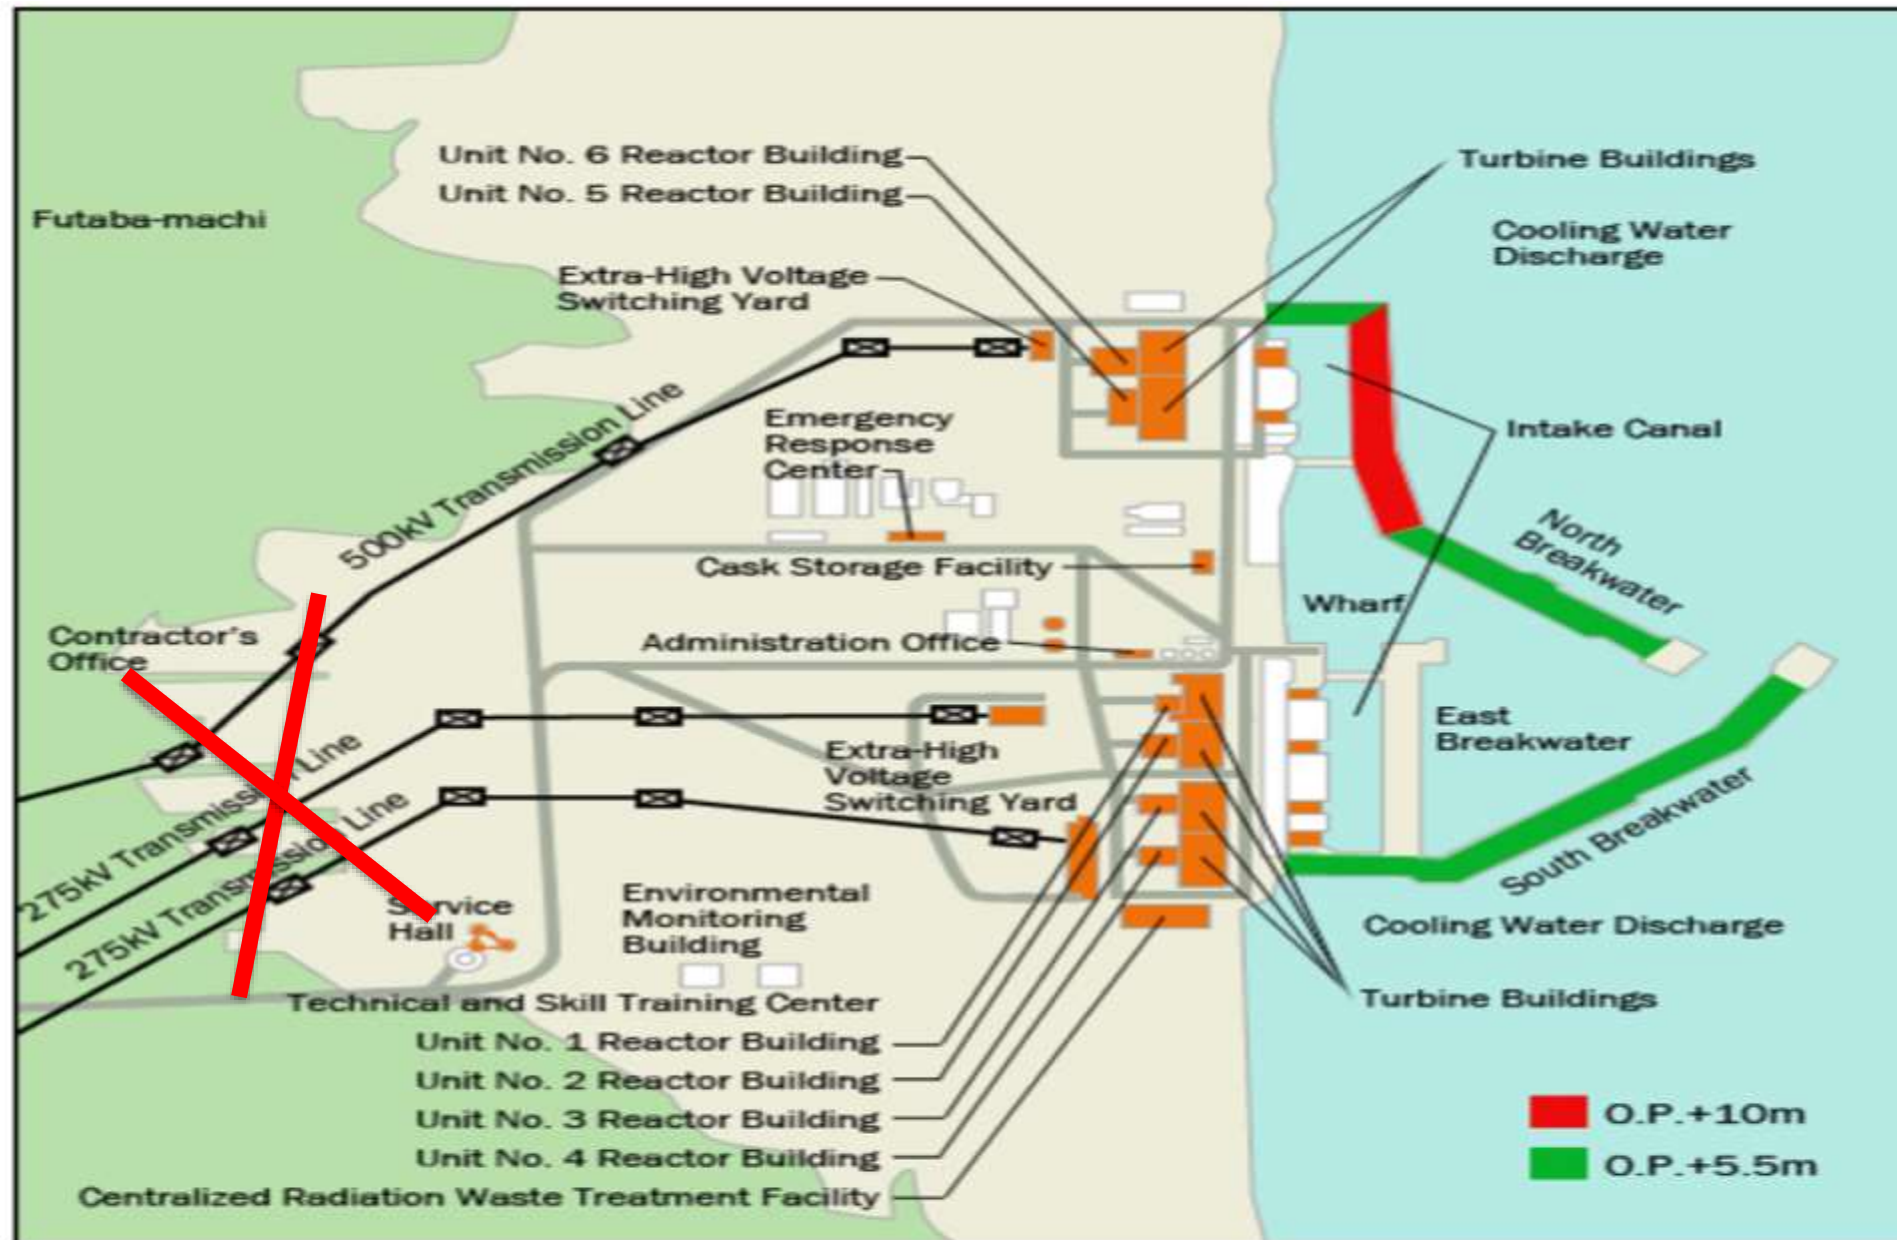 Unit No. 6 Reactor Building
Unit No. 5 Reactor Building
Turbine Buildings
Futaba-machi
Cooling Water
Discharge
Extra-High Voltage
Switching Yard
500kV Transmission Line
Emergency
Response
Center
Intake Canal
North
Breakwater
Cask Storage Facility
Wharf
Contractor's
Office
Administration Office
East
Breakwater
275kV Transmission Line
Extra-High
Voltage
Switching Yard
275kV Transmission Line
South Breakwater
Service
Hall
Environmental
Monitoring
Building
Cooling Water Discharge
Technical and Skill Training Center
Turbine Buildings
Unit No. 1 Reactor Building
Unit No. 2 Reactor Building
Unit No. 3 Reactor Building
Unit No. 4 Reactor Building
Centralized Radiation Waste Treatment Facility
O.P.+10m
O.P.+5.5m